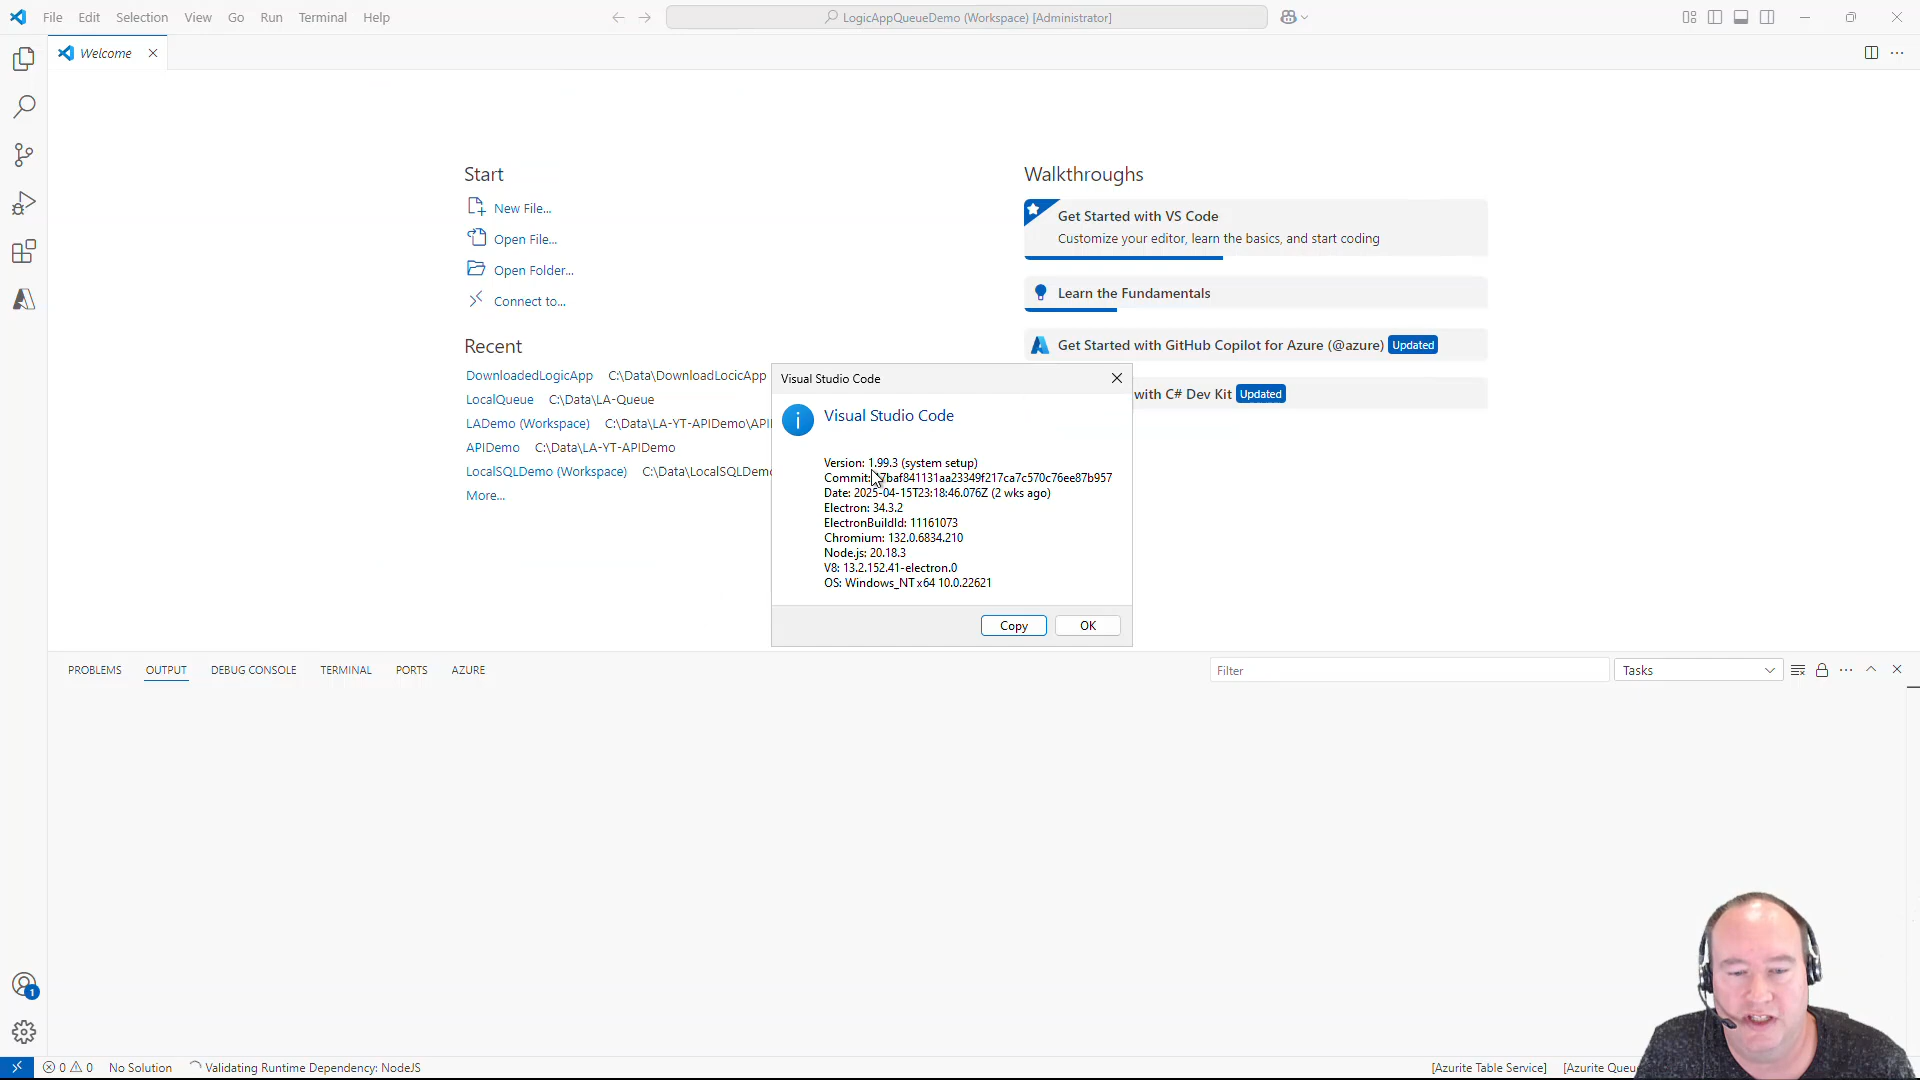 File Edit Selection View Go Run Terminal Help
LogicAppQueueDemo (Workspace) [Administrator]
Welcome
Start
New File...
Open File...
Open Folder...
Connect to...
Recent
DownloadedLogicApp C:\Data\DownloadLocicApp
LocalQueue C:\Data\LA-Queue
LADemo (Workspace) C:\Data\LA-YT-APIDemo\API
APIDemo C:\Data\LA-YT-APIDemo
LocalSQLDemo (Workspace) C:\Data\LocalSQLDemo
More...
Walkthroughs
Get Started with VS Code
Customize your editor, learn the basics, and start coding
Learn the Fundamentals
Get Started with GitHub Copilot for Azure (@azure) Updated
with C# Dev Kit Updated
Visual Studio Code
Visual Studio Code
Version: 1.99.3 (system setup)
Commit: 7baf841131aa23349f217ca7c570c76ee87b957
Date: 2025-04-15T23:18:46.076Z (2 wks ago)
Electron: 34.3.2
ElectronBuildId: 11161073
Chromium: 132.0.6834.210
Node.js: 20.18.3
V8: 13.2.152.41-electron.0
OS: Windows_NT x64 10.0.22621
Copy OK
PROBLEMS OUTPUT DEBUG CONSOLE TERMINAL PORTS AZURE
Filter
Tasks
1
0 0 No Solution Validating Runtime Dependency: NodeJS
[Azurite Table Service] [Azurite Queu